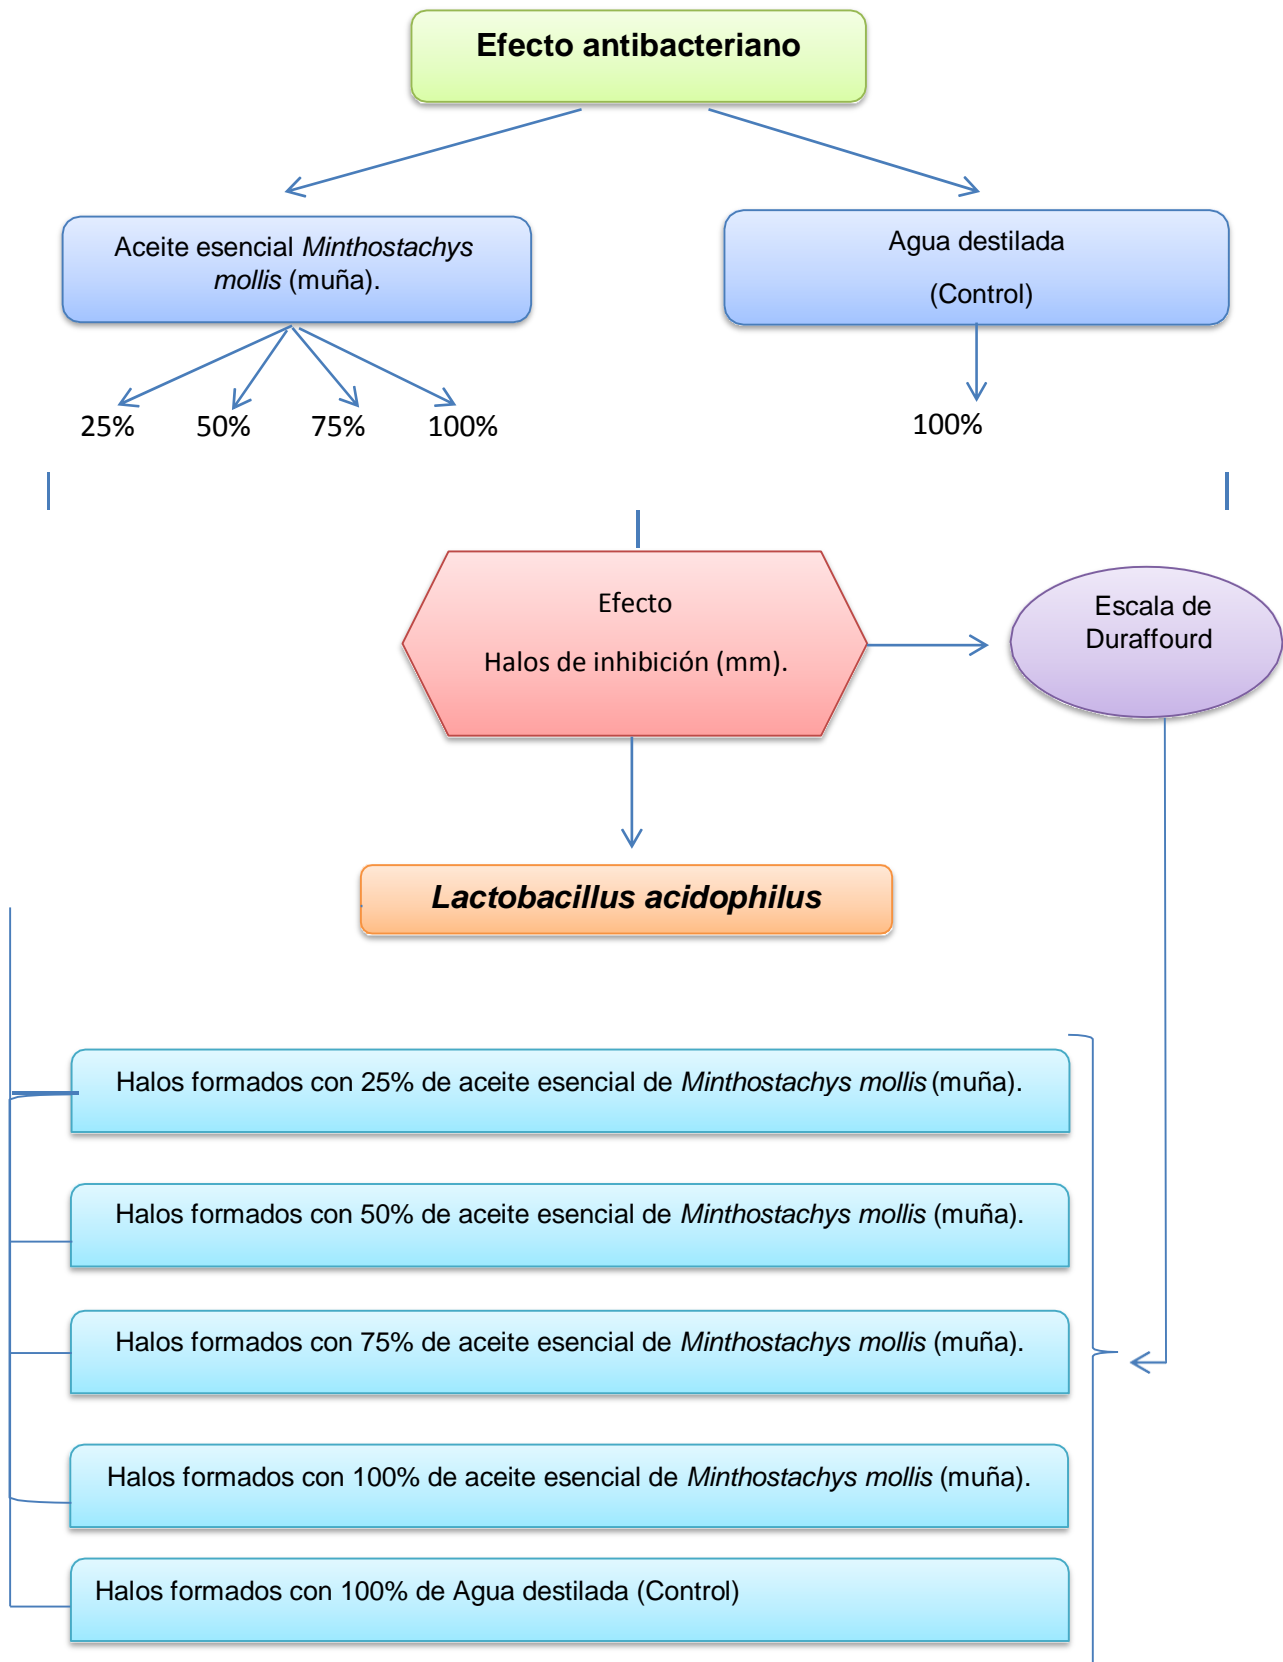 Efecto antibacteriano
Aceite esencial Minthostachys
mollis (muña).
Agua destilada
(Control)
25% 50% 75% 100%
100%
Efecto
Halos de inhibición (mm).
Escala de
Duraffourd
Lactobacillus acidophilus
Halos formados con 25% de aceite esencial de Minthostachys mollis (muña).
Halos formados con 50% de aceite esencial de Minthostachys mollis (muña).
Halos formados con 75% de aceite esencial de Minthostachys mollis (muña).
Halos formados con 100% de aceite esencial de Minthostachys mollis (muña).
Halos formados con 100% de Agua destilada (Control)